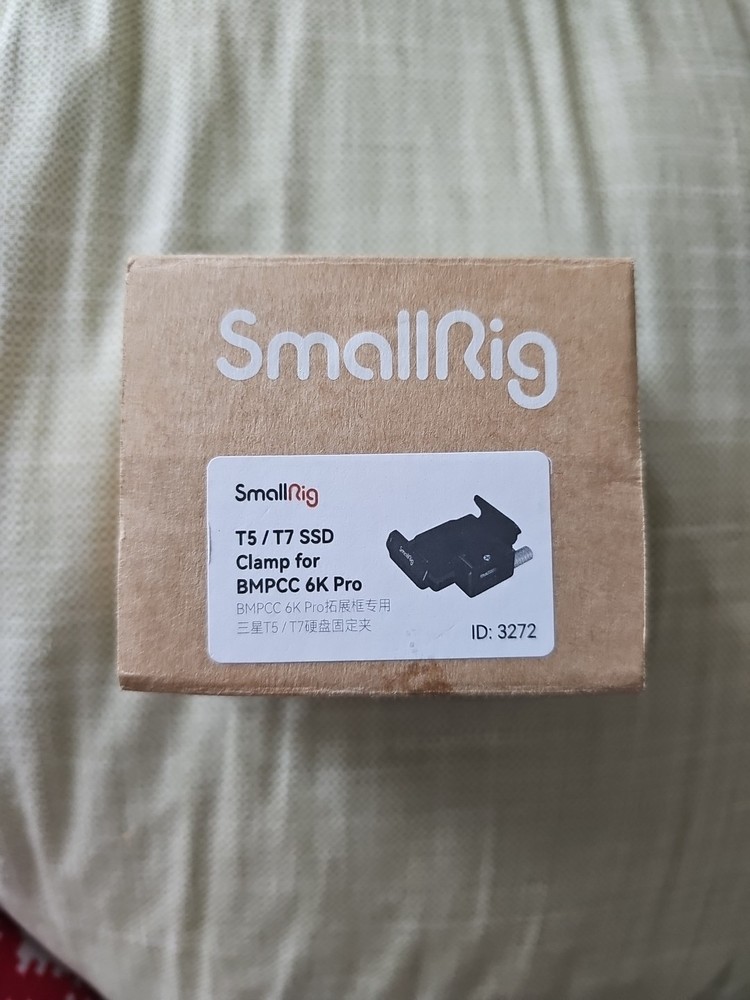 SmallRig
SmallRig
T5 / T7 SSD
Clamp for
BMPCC 6K Pro
BMPCC 6K Pro拓展框专用
三星T5 / T7硬盘固定夹
ID: 3272
SmallRig